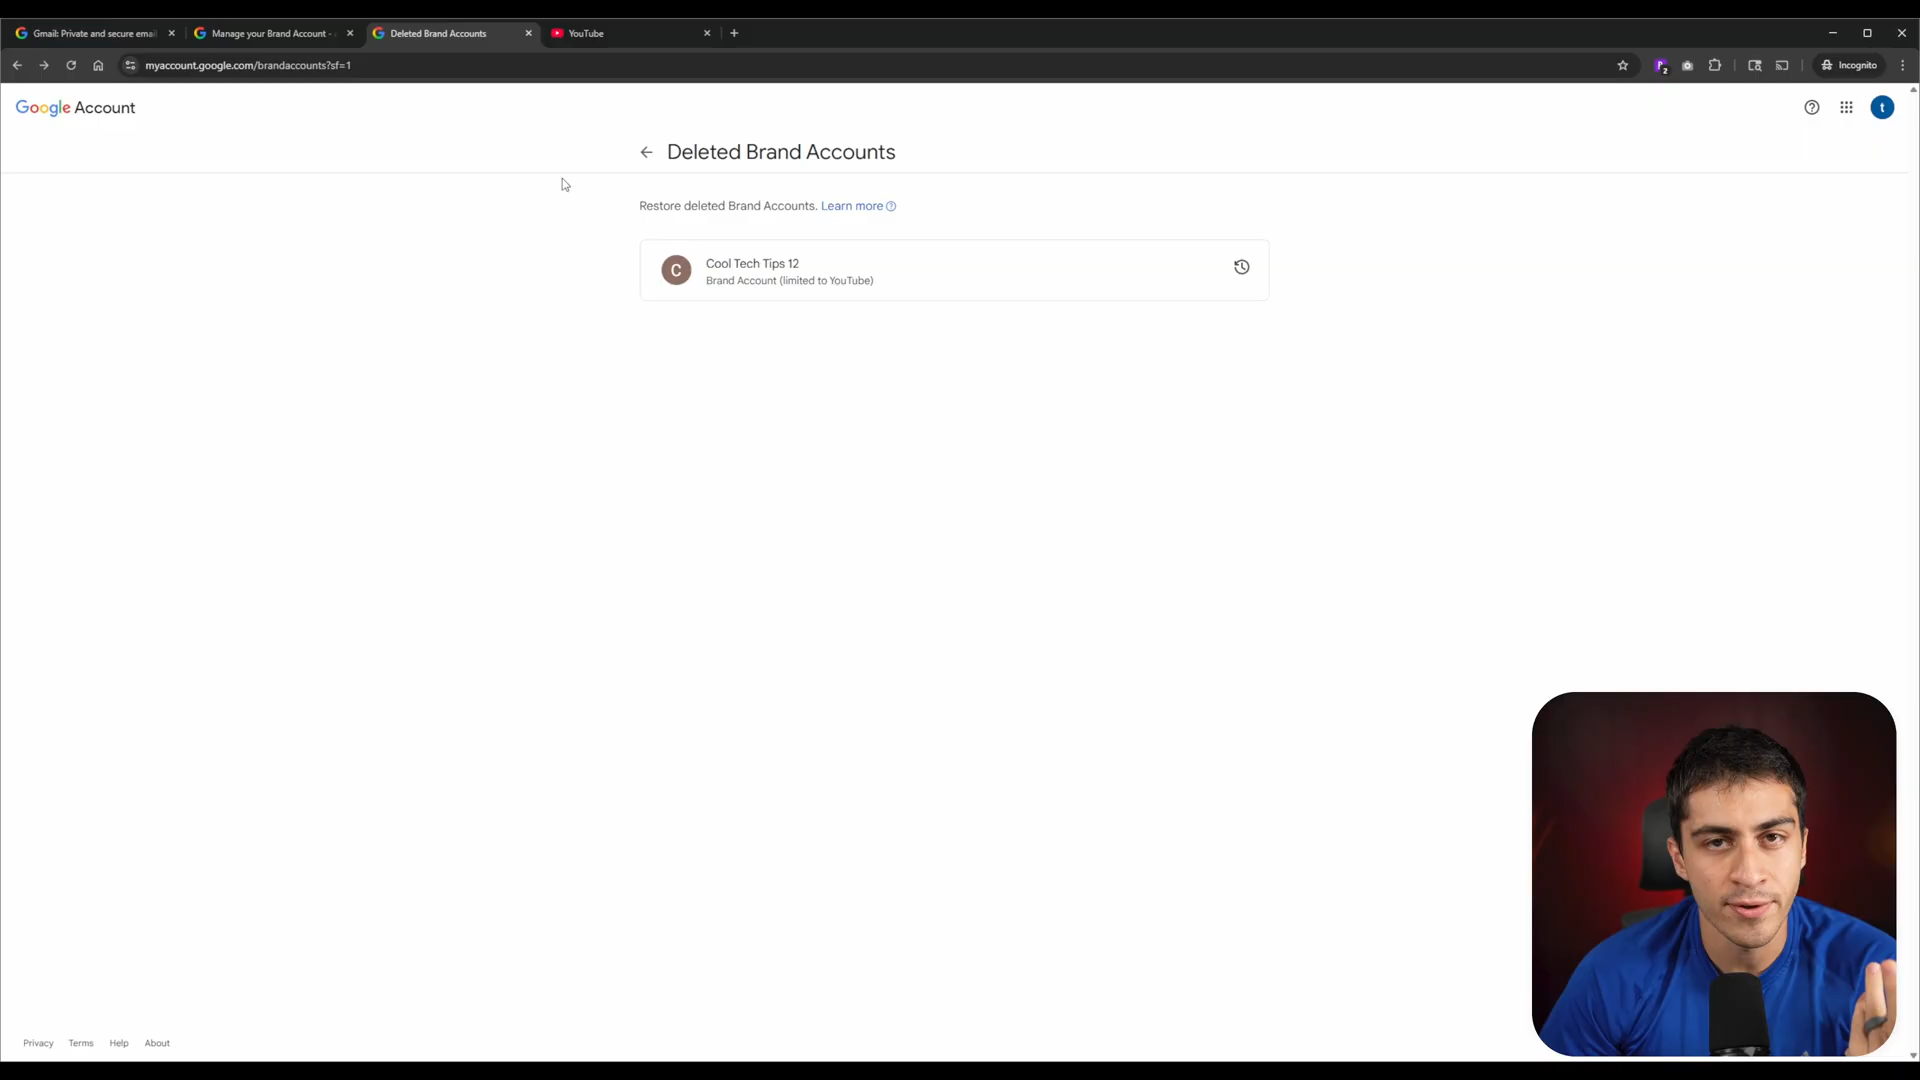 Gmail: Private and secure emai
Manage your Brand Account -
Deleted Brand Accounts
YouTube
myaccount.google.com/brandaccounts?sf=1
2
Incognito
Google Account
t
Deleted Brand Accounts
Restore deleted Brand Accounts. Learn more
C
Cool Tech Tips 12
Brand Account (limited to YouTube)
Privacy
Terms
Help
About